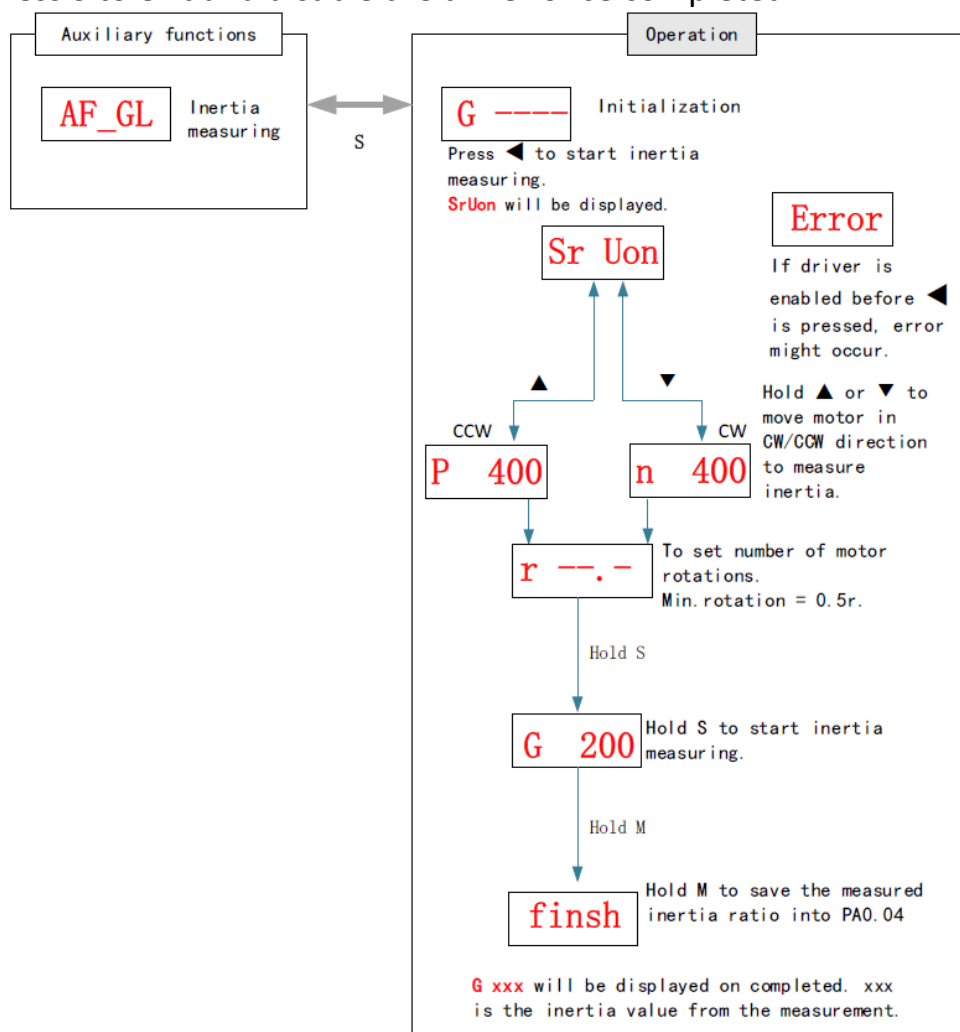 Auxiliary functions
Operation
AF_GL
Inertia
measuring
S
G ----
Initialization
Press ◀ to start inertia
measuring.
SrUon will be displayed.
Error
Sr Uon
If driver is
enabled before ◀
is pressed, error
might occur.
▲
▼
Hold ▲ or ▼ to
move motor in
CW/CCW direction
to measure
inertia.
CCW
CW
P 400
n 400
r --.-
To set number of motor
rotations.
Min.rotation = 0.5r.
Hold S
G 200
Hold S to start inertia
measuring.
Hold M
finsh
Hold M to save the measured
inertia ratio into PA0.04
G xxx will be displayed on completed. xxx
is the inertia value from the measurement.